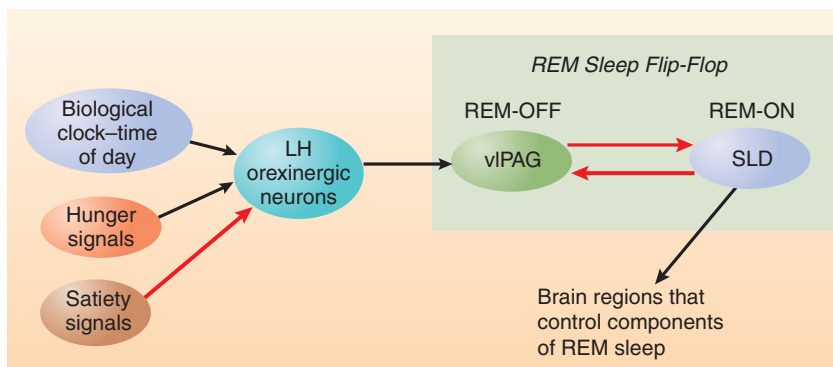 REM Sleep Flip-Flop
REM-OFF
REM-ON
Biological
clock–time
of day
LH
orexinergic
neurons
vlPAG
SLD
Hunger
signals
Satiety
signals
Brain regions that
control components
of REM sleep